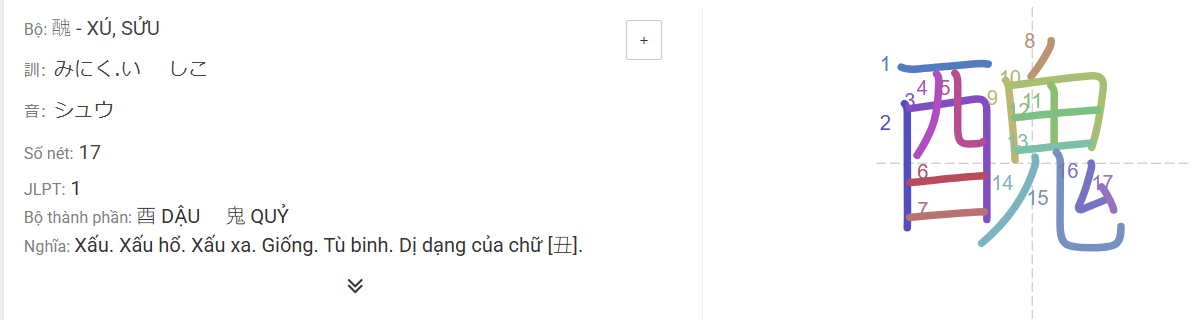 Bộ: 醜 - XÚ, SỬU
+
訓: みにく.い しこ
音: シュウ
Số nét: 17
JLPT: 1
Bộ thành phần: 酉 DẬU 鬼 QUỶ
Nghĩa: Xấu. Xấu hổ. Xấu xa. Giống. Tù binh. Dị dạng của chữ [丑].
醜
1
2
3
4
5
6
7
8
9
10
11
12
13
14
15
16
17